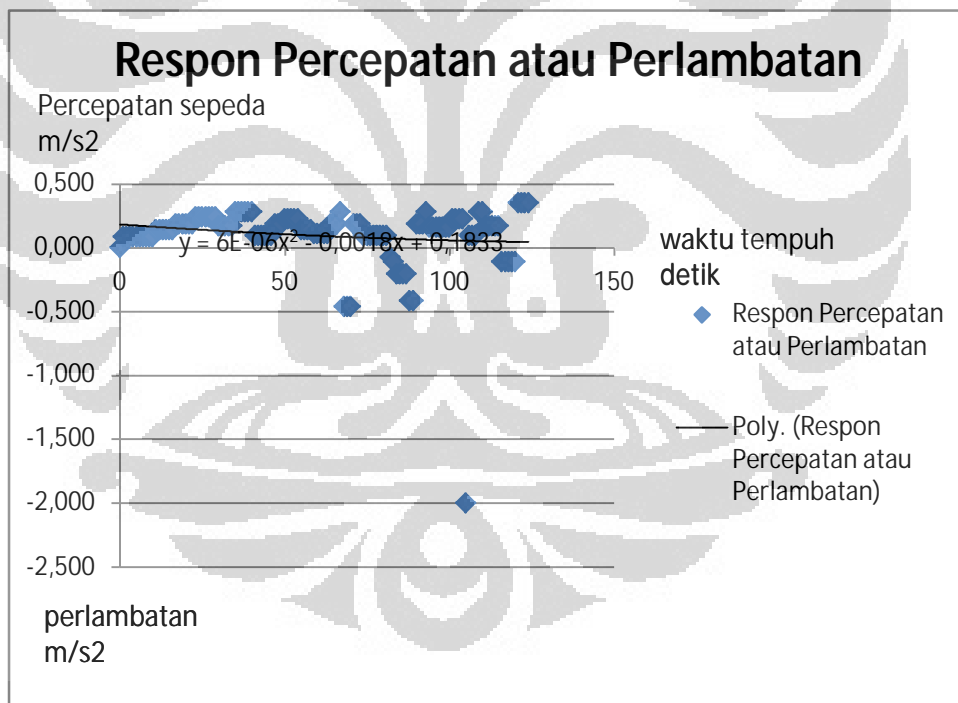 Respon Percepatan atau Perlambatan
Percepatan sepeda
m/s2
0,500
0,000
-0,500
-1,000
-1,500
-2,000
-2,500
0
50
100
150
y = 6E-06x² - 0,0018x + 0,1833
waktu tempuh
detik
Respon Percepatan
atau Perlambatan
Poly. (Respon
Percepatan atau
Perlambatan)
perlambatan
m/s2